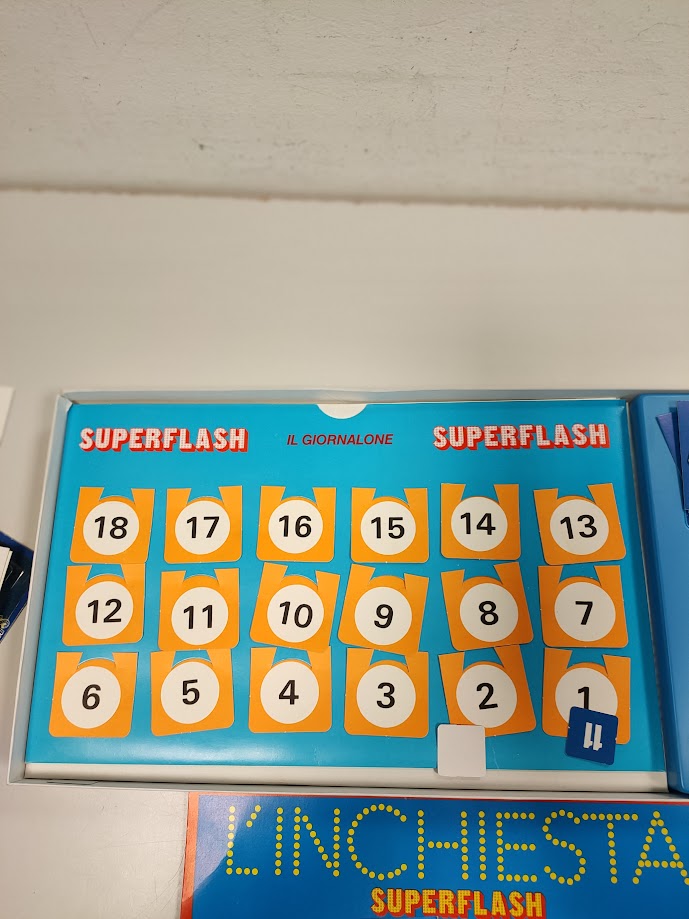 SUPERFLASH IL GIORNALONE SUPERFLASH
18 17 16 15 14 13
12 11 10 9 8 7
6 5 4 3 2 1
11
L'INCHIESTA
SUPERFLASH